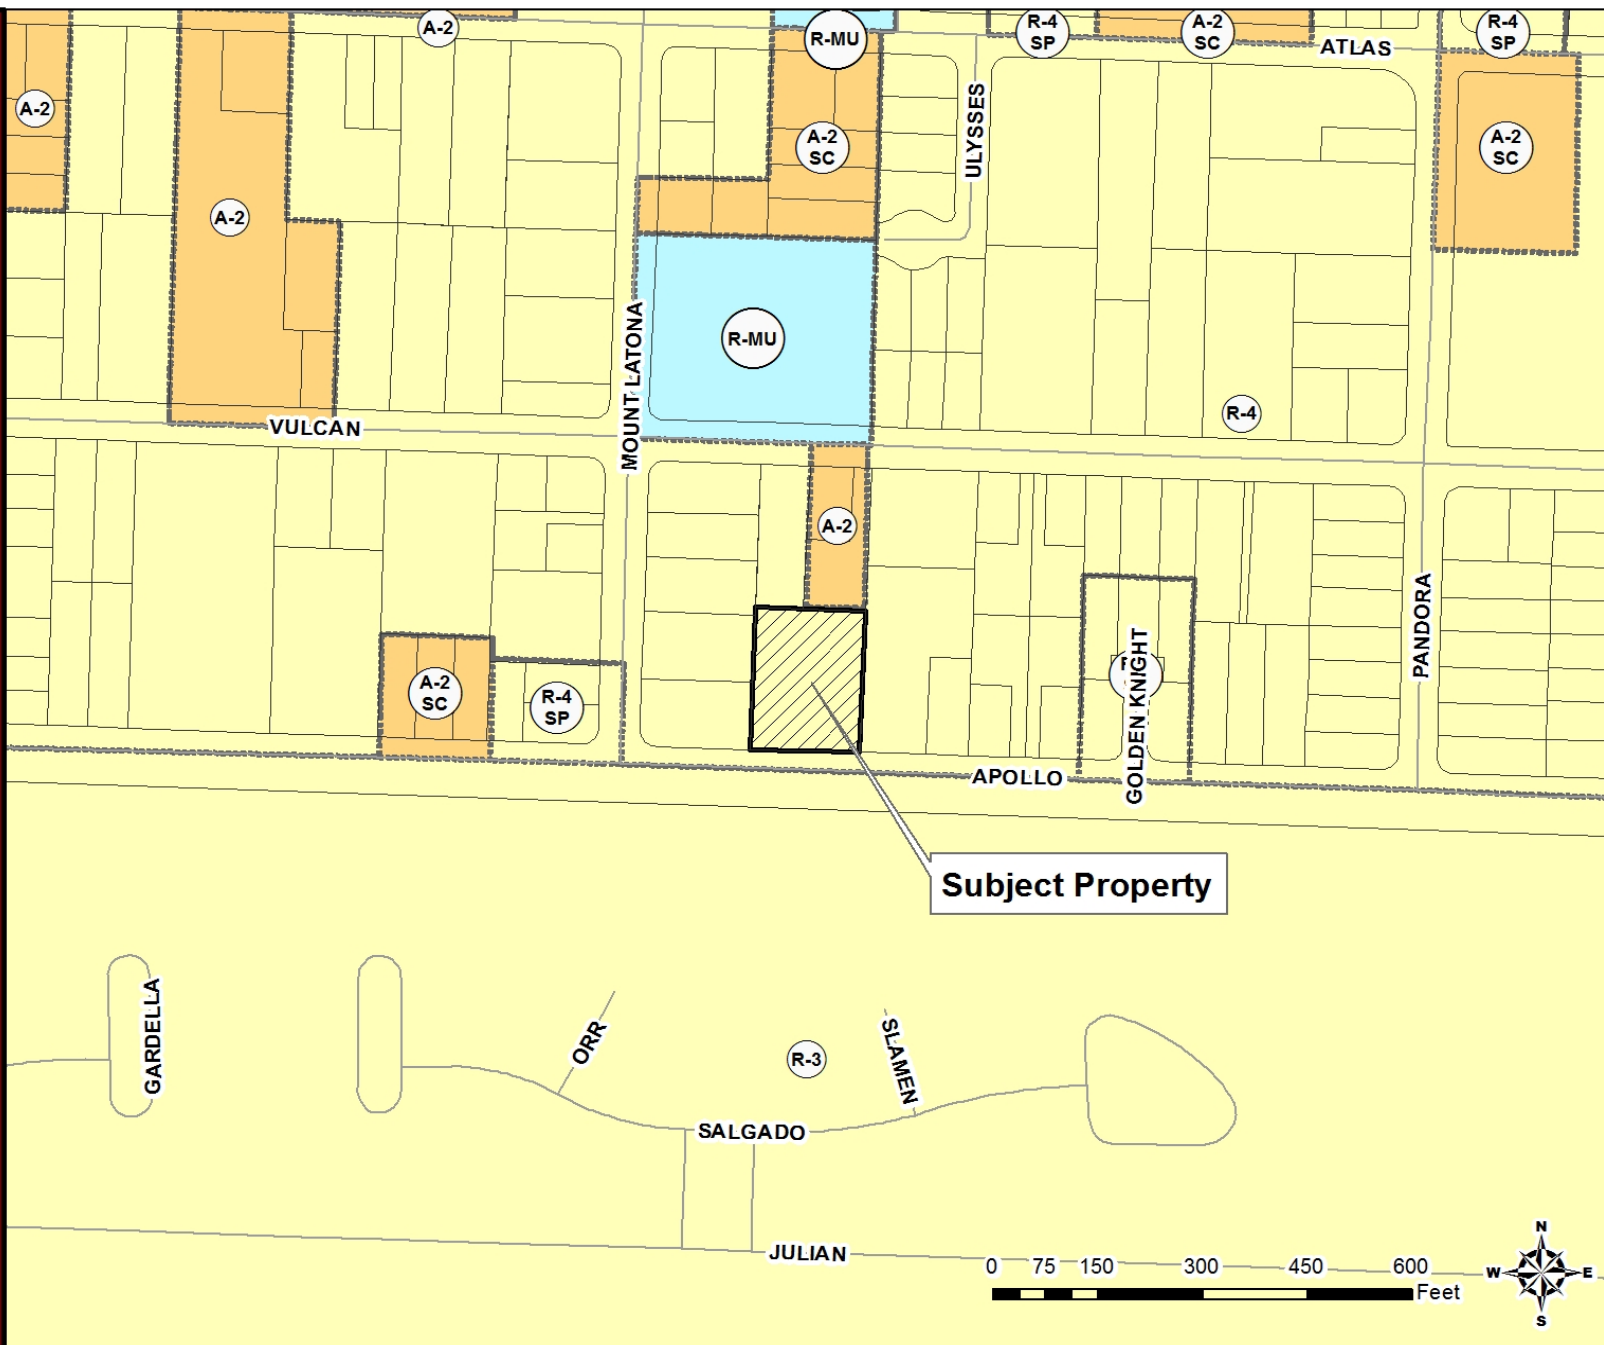 A-2
R-MU
R-4
SP
A-2
SC
R-4
SP
ATLAS
A-2
ULYSSES
A-2
SC
A-2
SC
A-2
R-MU
MOUNT LATONA
R-4
VULCAN
A-2
PANDORA
A-2
SC
R-4
SP
GOLDEN KNIGHT
APOLLO
Subject Property
GARDELLA
ORR
R-3
SLAMEN
SALGADO
JULIAN
N
W E
S
0 75 150 300 450 600
Feet